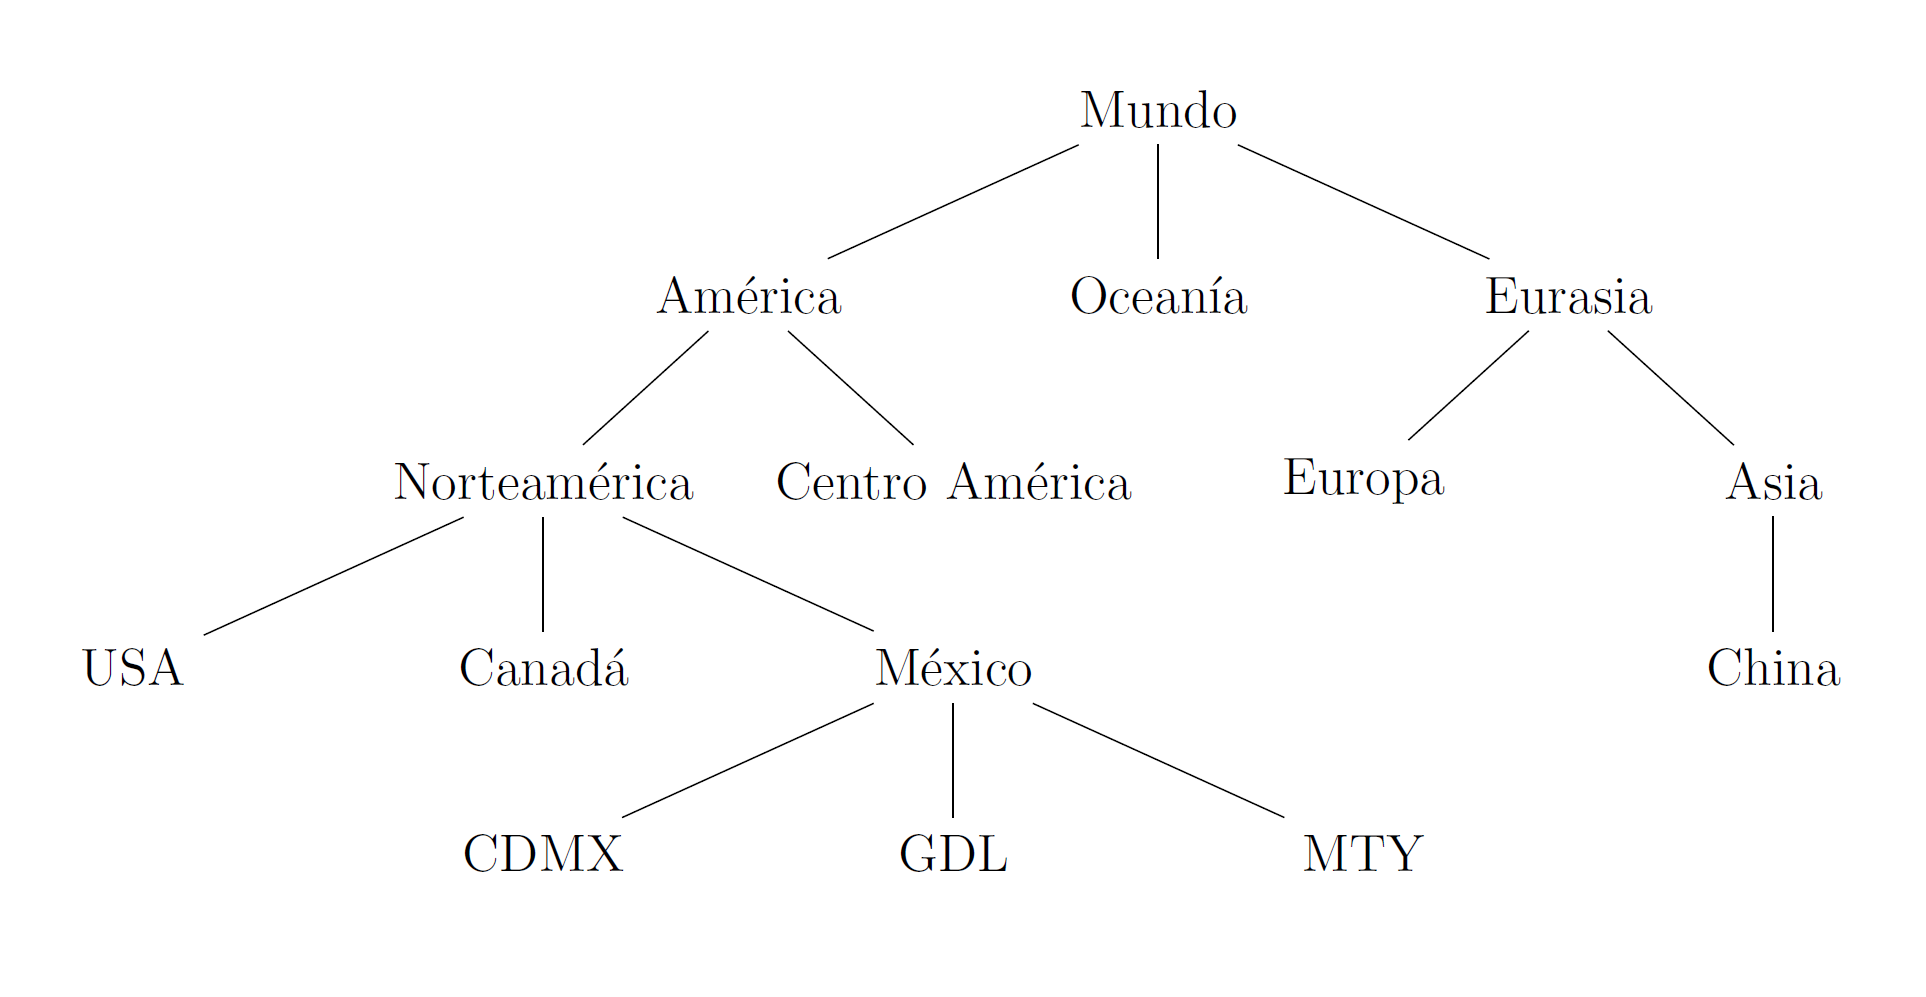 Mundo
América Oceanía Eurasia
Norteamérica Centro América Europa Asia
USA Canadá México China
CDMX GDL MTY